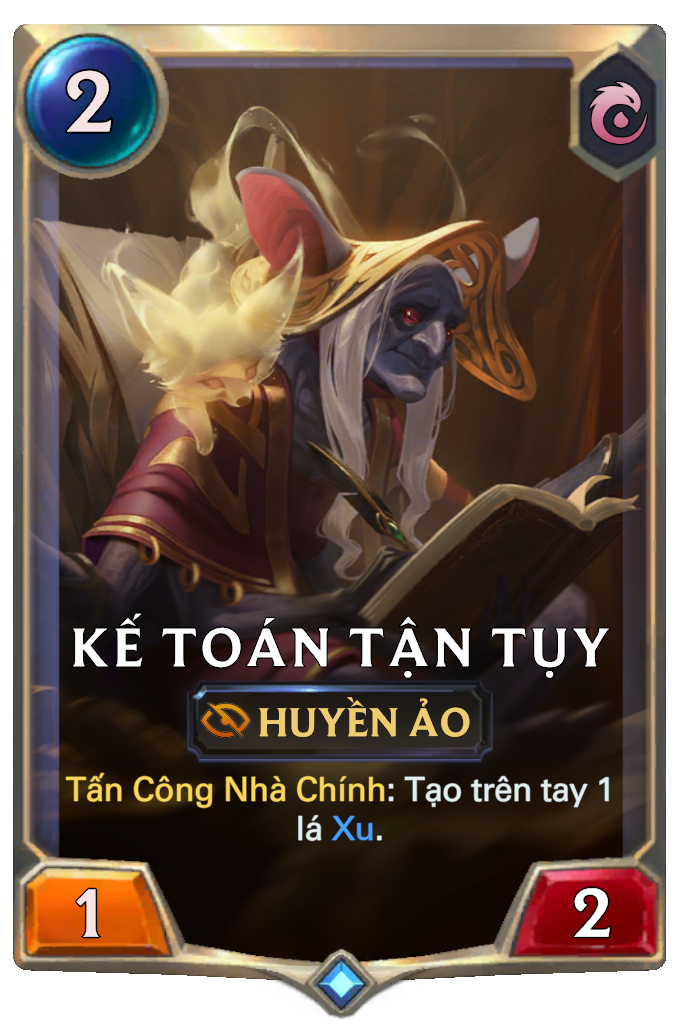 2
KẾ TOÁN TẬN TỤY
HUYỀN ẢO
Tấn Công Nhà Chính: Tạo trên tay 1
lá Xu.
1
2